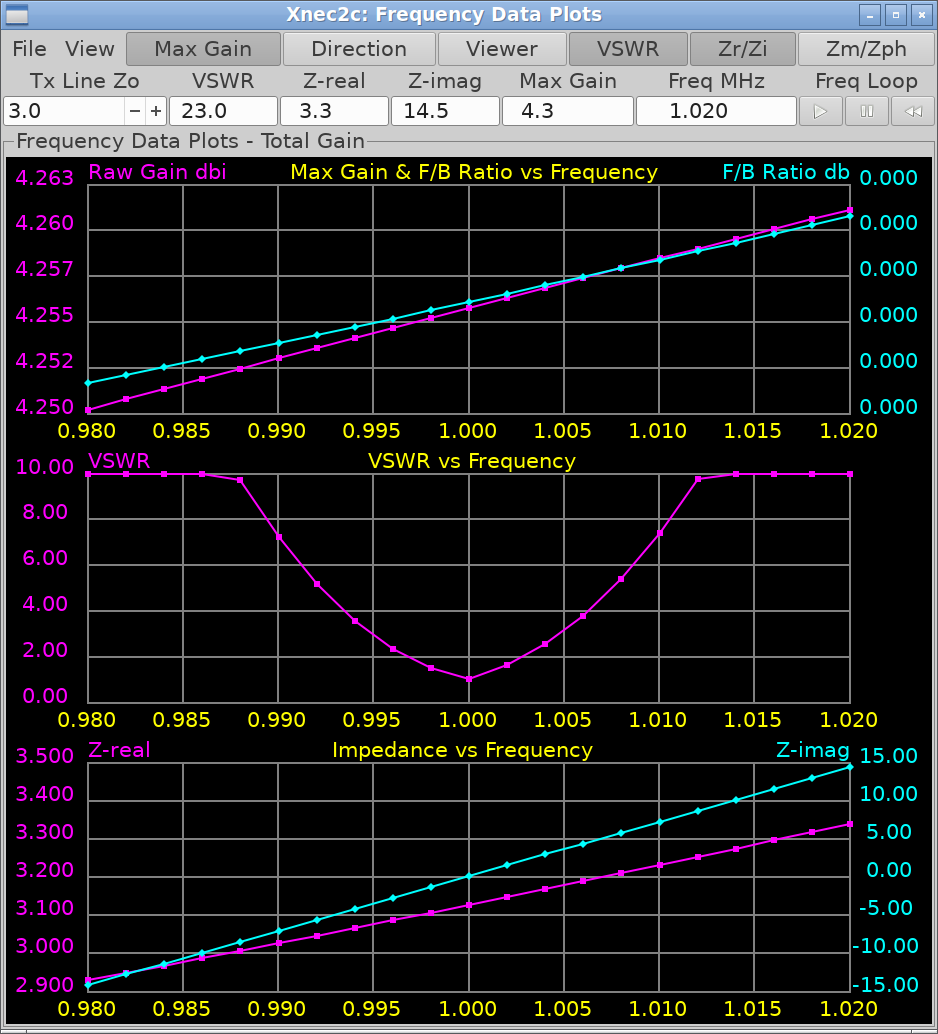 Xnec2c: Frequency Data Plots
File View Max Gain Direction Viewer VSWR Zr/Zi Zm/Zph
Tx Line Zo VSWR Z-real Z-imag Max Gain Freq MHz Freq Loop
3.0 − + 23.0 3.3 14.5 4.3 1.020
Frequency Data Plots - Total Gain
Raw Gain dbi Max Gain & F/B Ratio vs Frequency F/B Ratio db
4.263 0.000
4.260 0.000
4.257 0.000
4.255 0.000
4.252 0.000
4.250 0.000
0.980 0.985 0.990 0.995 1.000 1.005 1.010 1.015 1.020
VSWR VSWR vs Frequency
10.00
8.00
6.00
4.00
2.00
0.00
0.980 0.985 0.990 0.995 1.000 1.005 1.010 1.015 1.020
Z-real Impedance vs Frequency Z-imag
3.500 15.00
3.400 10.00
3.300 5.00
3.200 0.00
3.100 -5.00
3.000 -10.00
2.900 -15.00
0.980 0.985 0.990 0.995 1.000 1.005 1.010 1.015 1.020